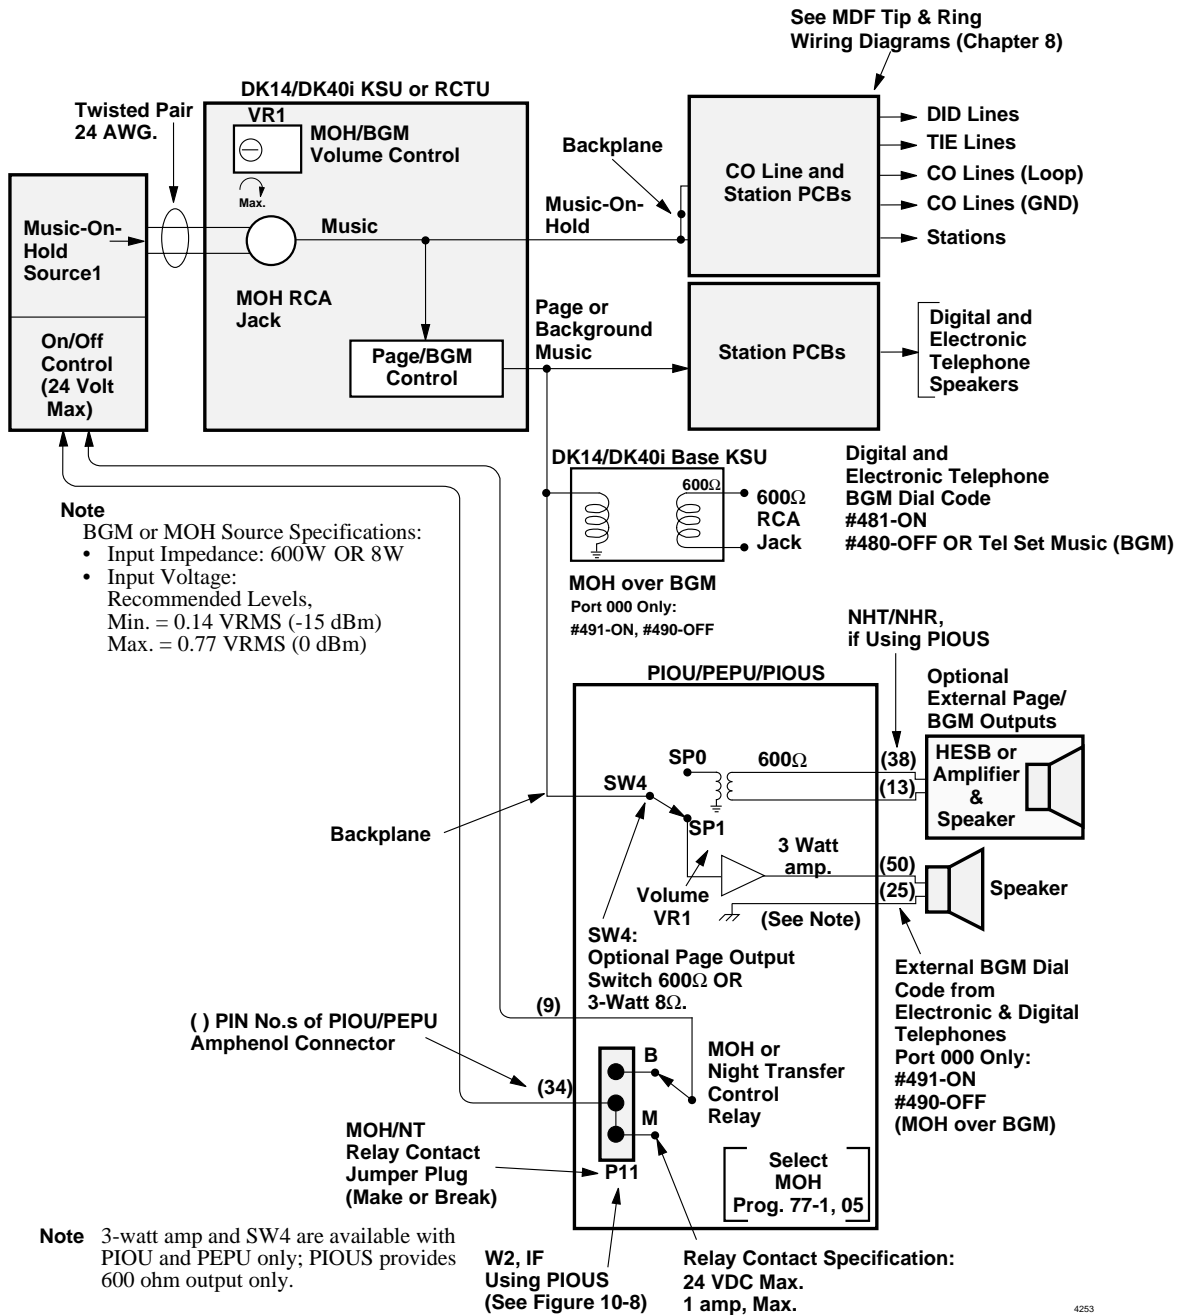 See MDF Tip & Ring
Wiring Diagrams (Chapter 8)
DK14/DK40i KSU or RCTU
Twisted Pair
24 AWG.
VR1
MOH/BGM
Volume Control
Max.
Backplane
CO Line and
Station PCBs
DID Lines
TIE Lines
CO Lines (Loop)
CO Lines (GND)
Stations
Music-On-
Hold
Source1
Music
Music-On-
Hold
MOH RCA
Jack
On/Off
Control
(24 Volt
Max)
Page/BGM
Control
Page or
Background
Music
Station PCBs
Digital and
Electronic
Telephone
Speakers
DK14/DK40i Base KSU
600Ω
600Ω
RCA
Jack
Digital and
Electronic Telephone
BGM Dial Code
#481-ON
#480-OFF OR Tel Set Music (BGM)
MOH over BGM
Port 000 Only:
#491-ON, #490-OFF
Note
BGM or MOH Source Specifications:
• Input Impedance: 600W OR 8W
• Input Voltage:
Recommended Levels,
Min. = 0.14 VRMS (-15 dBm)
Max. = 0.77 VRMS (0 dBm)
NHT/NHR,
if Using PIOUS
PIOU/PEPU/PIOUS
Optional
External Page/
BGM Outputs
SP0
600Ω
(38)
(13)
HESB or
Amplifier
&
Speaker
SW4
SP1
Backplane
3 Watt
amp.
(50)
(25)
Speaker
Volume
VR1
(See Note)
SW4:
Optional Page Output
Switch 600Ω OR
3-Watt 8Ω.
External BGM Dial
Code from
Electronic & Digital
Telephones
Port 000 Only:
#491-ON
#490-OFF
(MOH over BGM)
(9)
( ) PIN No.s of PIOU/PEPU
Amphenol Connector
(34)
B
M
MOH or
Night Transfer
Control
Relay
MOH/NT
Relay Contact
Jumper Plug
(Make or Break)
P11
Select
MOH
Prog. 77-1, 05
Note 3-watt amp and SW4 are available with
PIOU and PEPU only; PIOUS provides
600 ohm output only.
W2, IF
Using PIOUS
(See Figure 10-8)
Relay Contact Specification:
24 VDC Max.
1 amp, Max.
4253